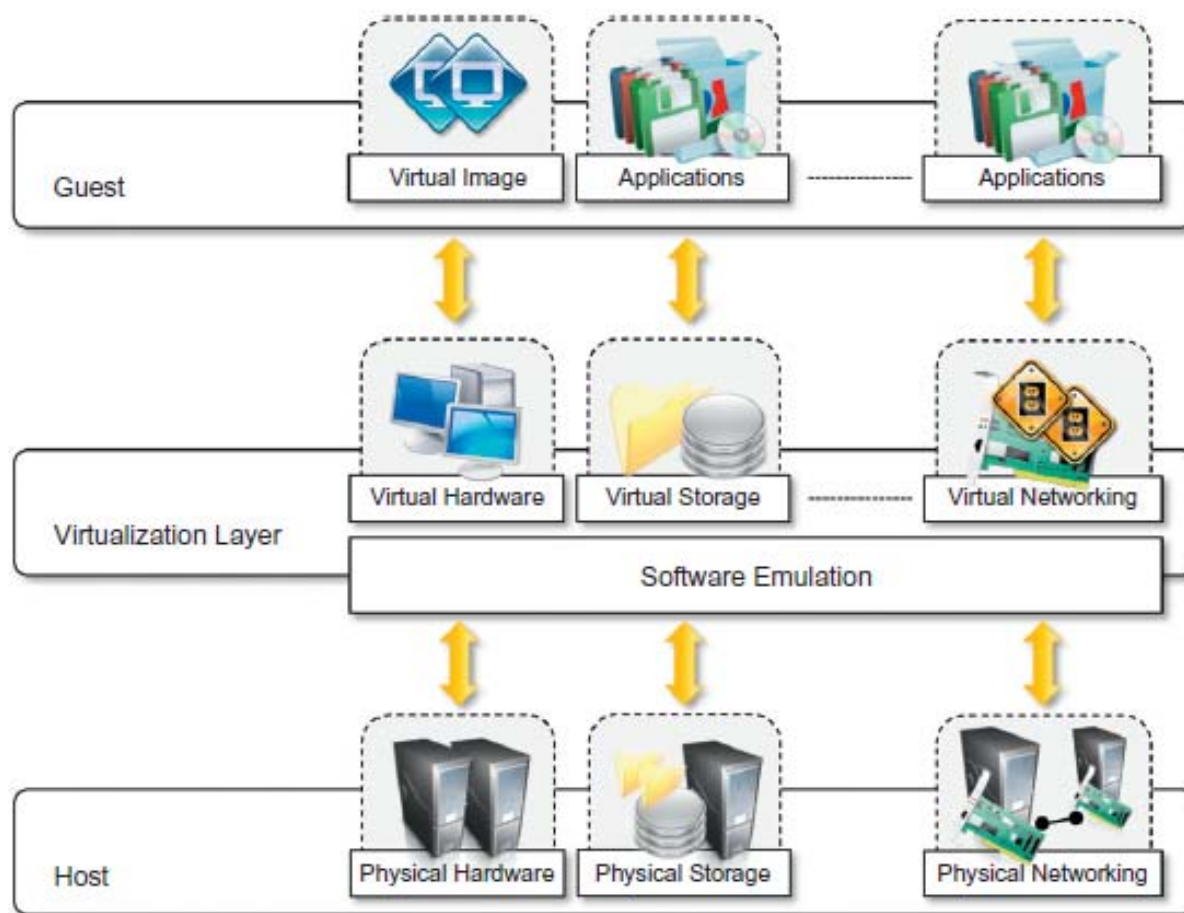 Virtual Image
Applications
Applications
Guest
Virtual Hardware
Virtual Storage
Virtual Networking
Virtualization Layer
Software Emulation
Physical Hardware
Physical Storage
Physical Networking
Host